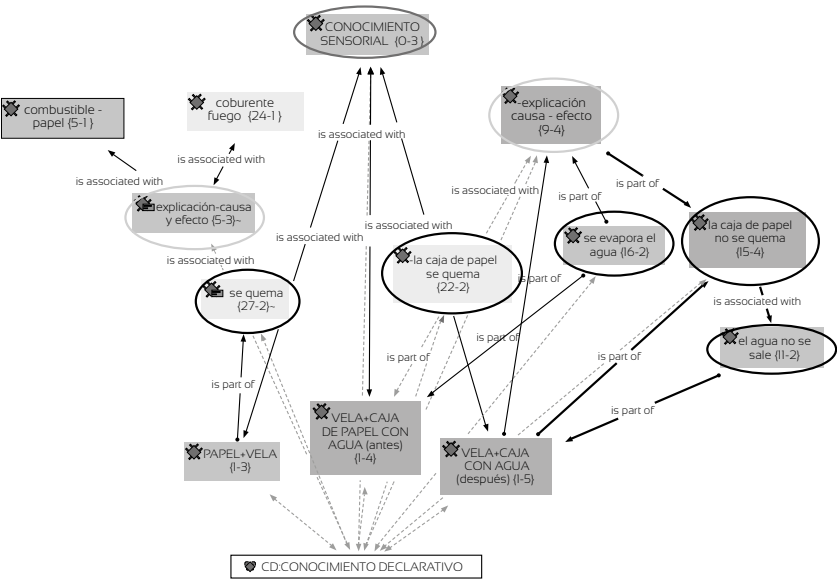 CONOCIMIENTO
SENSORIAL {0-3}
combustible -
papel {5-1}
coburente
fuego {24-1}
-explicación
causa - efecto
{9-4}
is associated with
is associated with
is associated with
is part of
is associated with
is part of
explicación-causa
y efecto {5-3}~
is associated with
is associated with
is associated with
la caja de papel
no se quema
{15-4}
se evapora el
agua {16-2}
-la caja de papel
se quema
{22-2}
is part of
se quema
{27-2}~
is associated with
is part of
is part of
is part of
el agua no se
sale {11-2}
is part of
is part of
VELA+CAJA
DE PAPEL CON
AGUA (antes)
{1-4}
PAPEL+VELA
{1-3}
VELA+CAJA
CON AGUA
(después) {1-5}
CD:CONOCIMIENTO DECLARATIVO